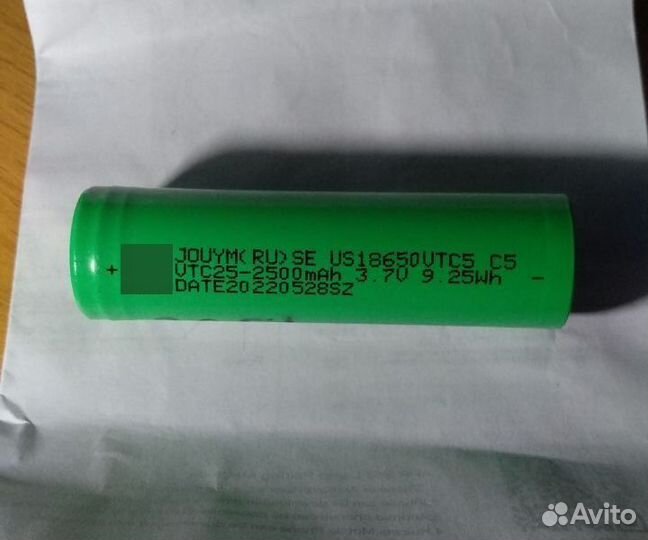 JOUYM(RU)SE US18650VTC5 C5
+ VTC25-2500mAh 3.7V 9.25Wh -
DATE20220528SZ
Avito